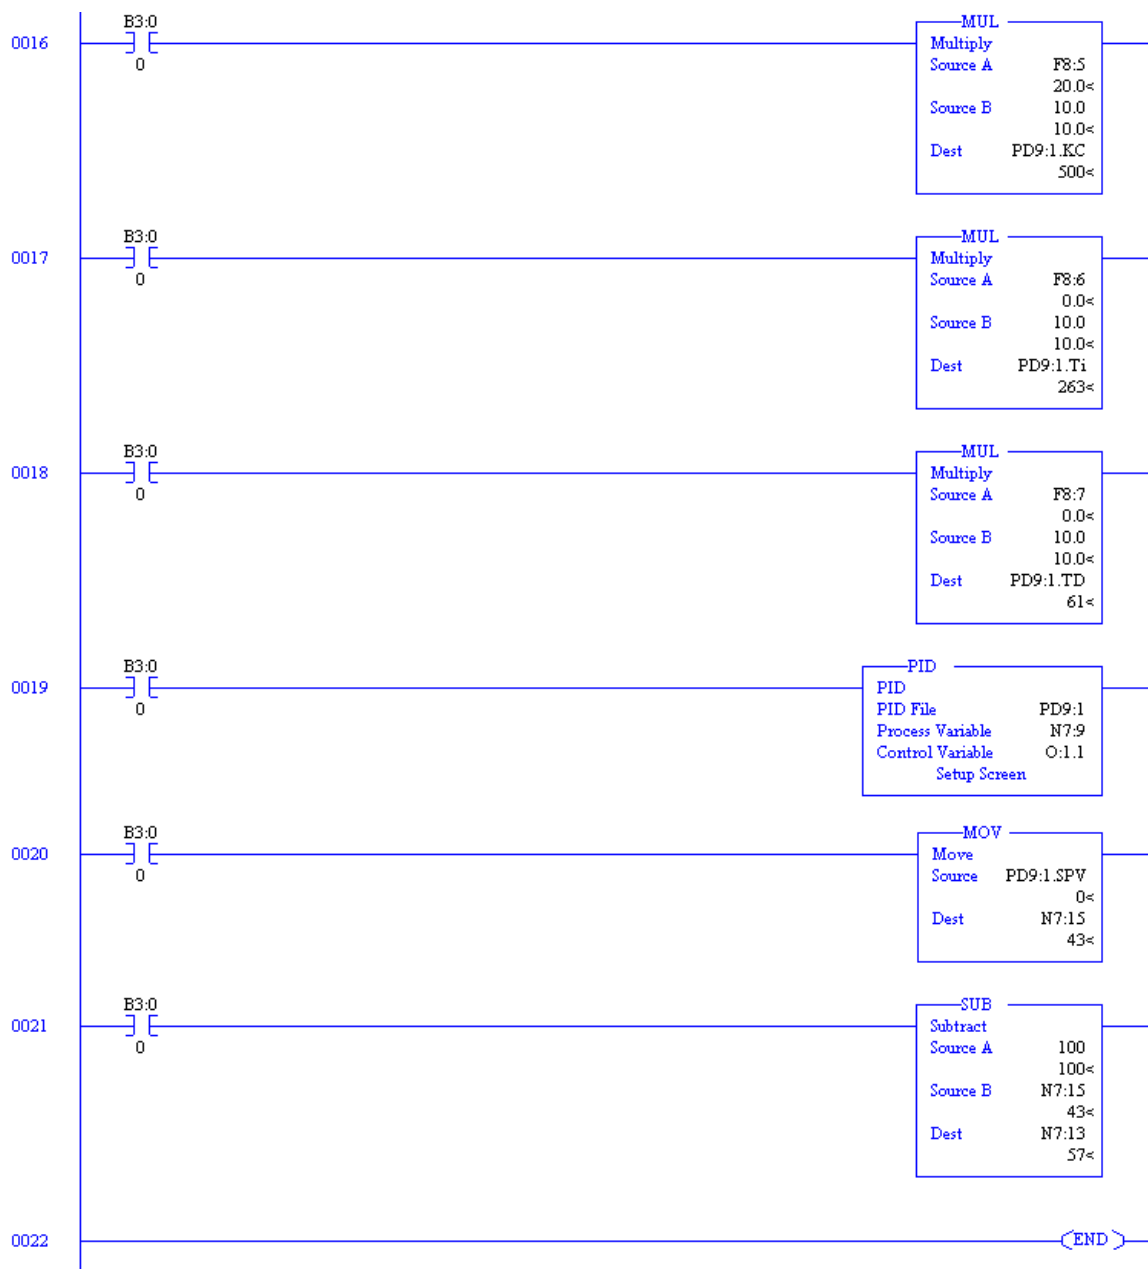 B3:0
MUL
0016
Multiply
0
Source A F8:5
20.0<
Source B 10.0
10.0<
Dest PD9:1.KC
500<
B3:0
MUL
0017
Multiply
0
Source A F8:6
0.0<
Source B 10.0
10.0<
Dest PD9:1.Ti
263<
B3:0
MUL
0018
Multiply
0
Source A F8:7
0.0<
Source B 10.0
10.0<
Dest PD9:1.TD
61<
B3:0
PID
0019
PID
0
PID File PD9:1
Process Variable N7:9
Control Variable O:1.1
Setup Screen
B3:0
MOV
0020
Move
0
Source PD9:1.SPV
0<
Dest N7:15
43<
B3:0
SUB
0021
Subtract
0
Source A 100
100<
Source B N7:15
43<
Dest N7:13
57<
0022
END